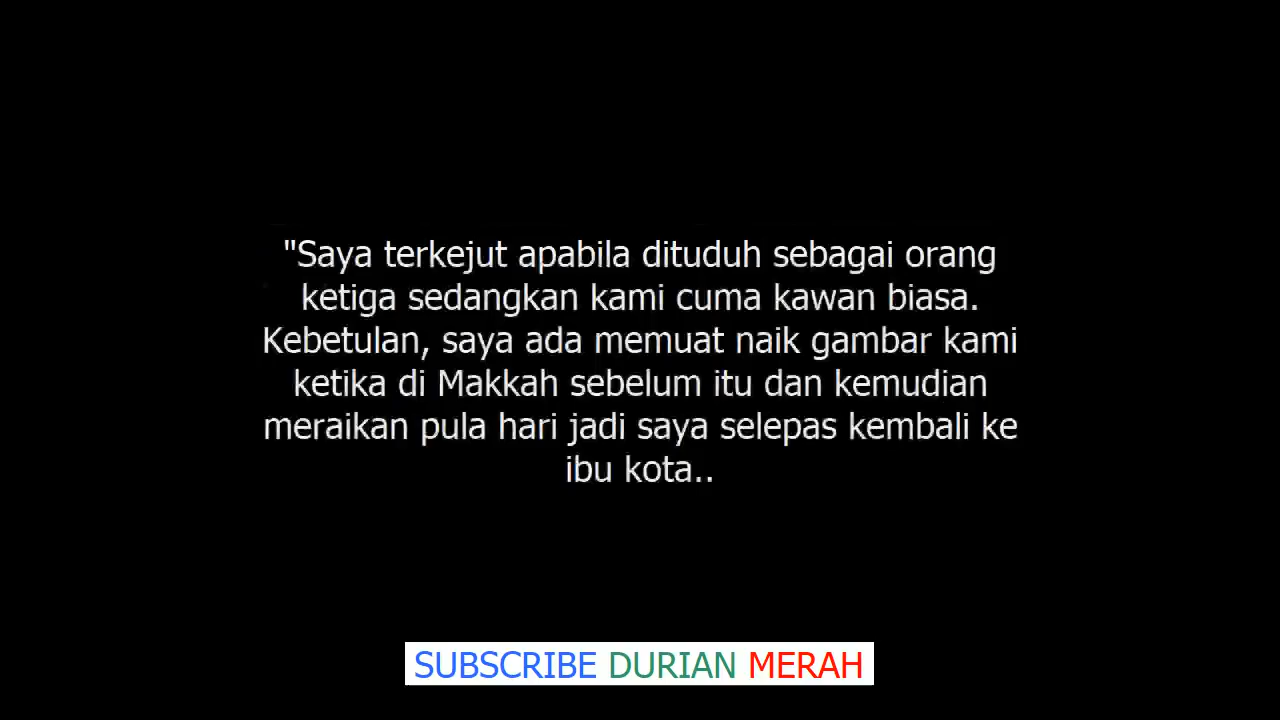 "Saya terkejut apabila dituduh sebagai orang
ketiga sedangkan kami cuma kawan biasa.
Kebetulan, saya ada memuat naik gambar kami
ketika di Makkah sebelum itu dan kemudian
meraikan pula hari jadi saya selepas kembali ke
ibu kota..
SUBSCRIBE DURIAN MERAH